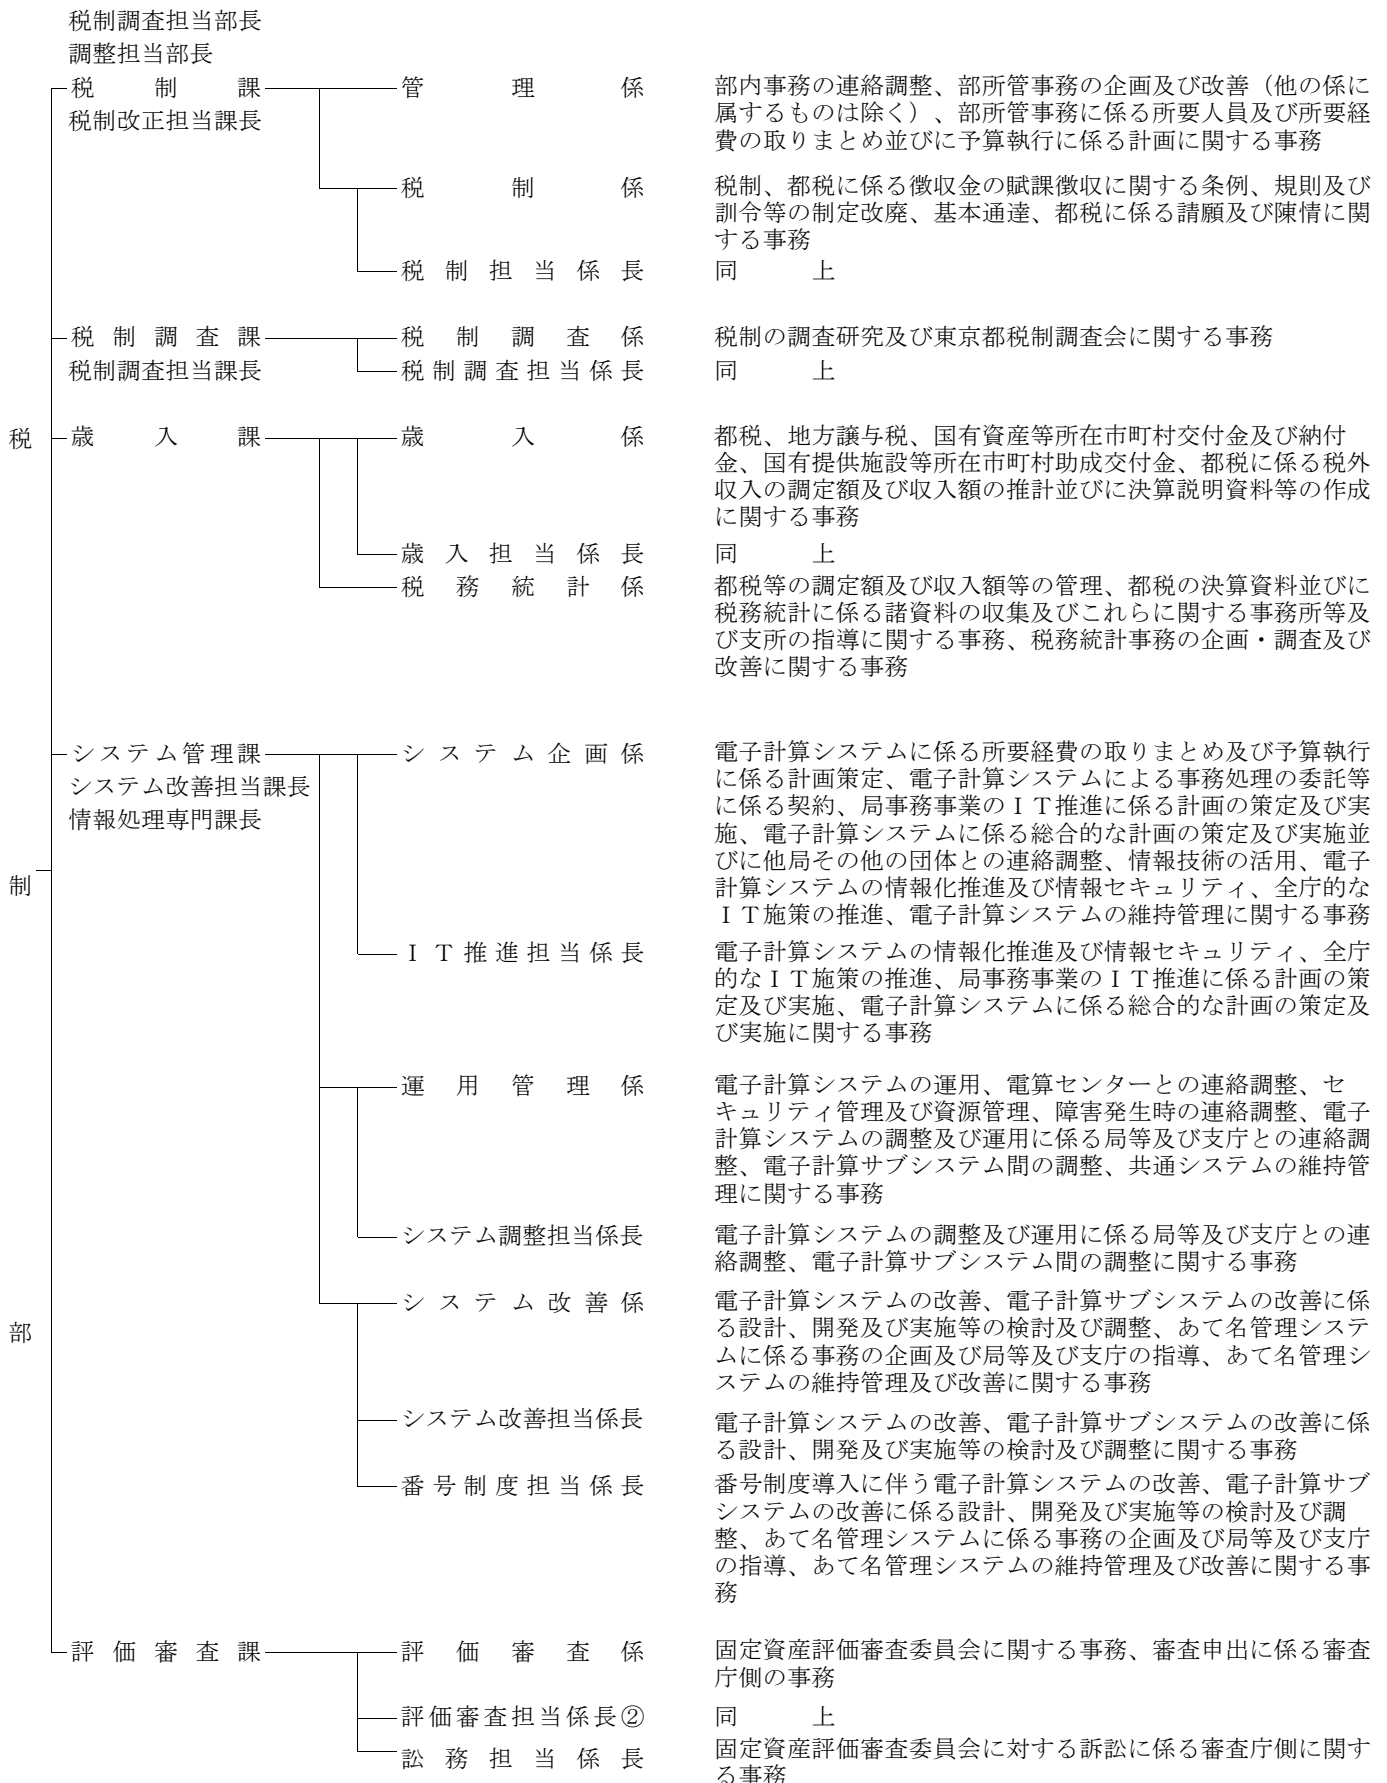 税制調査担当部長
調整担当部長
税制課 管理係 部内事務の連絡調整、部所管事務の企画及び改善（他の係に
税制改正担当課長 属するものは除く）、部所管事務に係る所要人員及び所要経
費の取りまとめ並びに予算執行に係る計画に関する事務
税制係 税制、都税に係る徴収金の賦課徴収に関する条例、規則及び
訓令等の制定改廃、基本通達、都税に係る請願及び陳情に関
する事務
税制担当係長 同上
税制調査課 税制調査係 税制の調査研究及び東京都税制調査会に関する事務
税制調査担当課長 税制調査担当係長 同上
税 歳入課 歳入係 都税、地方譲与税、国有資産等所在市町村交付金及び納付
金、国有提供施設等所在市町村助成交付金、都税に係る税外
収入の調定額及び収入額の推計並びに決算説明資料等の作成
に関する事務
歳入担当係長 同上
税務統計係 都税等の調定額及び収入額等の管理、都税の決算資料並びに
税務統計に係る諸資料の収集及びこれらに関する事務所等及
び支所の指導に関する事務、税務統計事務の企画・調査及び
改善に関する事務
システム管理課 システム企画係 電子計算システムに係る所要経費の取りまとめ及び予算執行
システム改善担当課長 に係る計画策定、電子計算システムによる事務処理の委託等
情報処理専門課長 に係る契約、局事務事業のＩＴ推進に係る計画の策定及び実
施、電子計算システムに係る総合的な計画の策定及び実施並
びに他局その他の団体との連絡調整、情報技術の活用、電子
制 計算システムの情報化推進及び情報セキュリティ、全庁的な
ＩＴ施策の推進、電子計算システムの維持管理に関する事務
ＩＴ推進担当係長 電子計算システムの情報化推進及び情報セキュリティ、全庁
的なＩＴ施策の推進、局事務事業のＩＴ推進に係る計画の策
定及び実施、電子計算システムに係る総合的な計画の策定及
び実施に関する事務
運用管理係 電子計算システムの運用、電算センターとの連絡調整、セ
キュリティ管理及び資源管理、障害発生時の連絡調整、電子
計算システムの調整及び運用に係る局等及び支庁との連絡調
整、電子計算サブシステム間の調整、共通システムの維持管
理に関する事務
システム調整担当係長 電子計算システムの調整及び運用に係る局等及び支庁との連
絡調整、電子計算サブシステム間の調整に関する事務
システム改善係 電子計算システムの改善、電子計算サブシステムの改善に係
部 る設計、開発及び実施等の検討及び調整、あて名管理システ
ムに係る事務の企画及び局等及び支庁の指導、あて名管理シ
ステムの維持管理及び改善に関する事務
システム改善担当係長 電子計算システムの改善、電子計算サブシステムの改善に係
る設計、開発及び実施等の検討及び調整に関する事務
番号制度担当係長 番号制度導入に伴う電子計算システムの改善、電子計算サブ
システムの改善に係る設計、開発及び実施等の検討及び調
整、あて名管理システムに係る事務の企画及び局等及び支庁
の指導、あて名管理システムの維持管理及び改善に関する事
務
評価審査課 評価審査係 固定資産評価審査委員会に関する事務、審査申出に係る審査
庁側の事務
評価審査担当係長② 同上
訟務担当係長 固定資産評価審査委員会に対する訴訟に係る審査庁側に関す
る事務